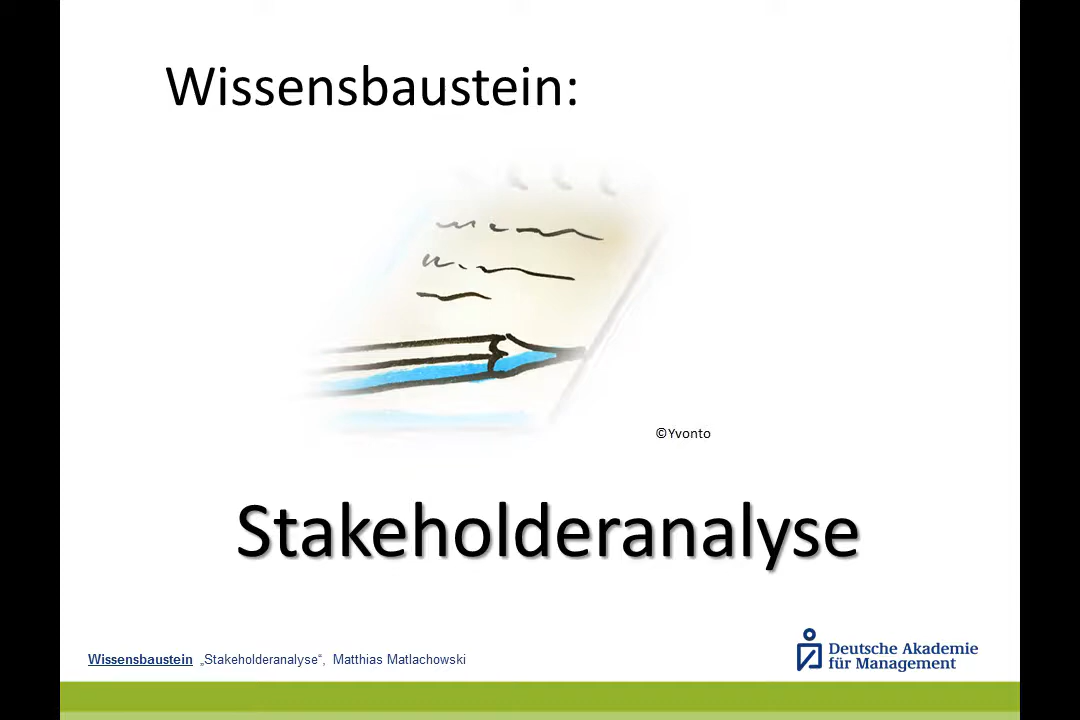 Wissensbaustein:
©Yvonto
Stakeholderanalyse
Wissensbaustein „Stakeholderanalyse“, Matthias Matlachowski
Deutsche Akademie
für Management